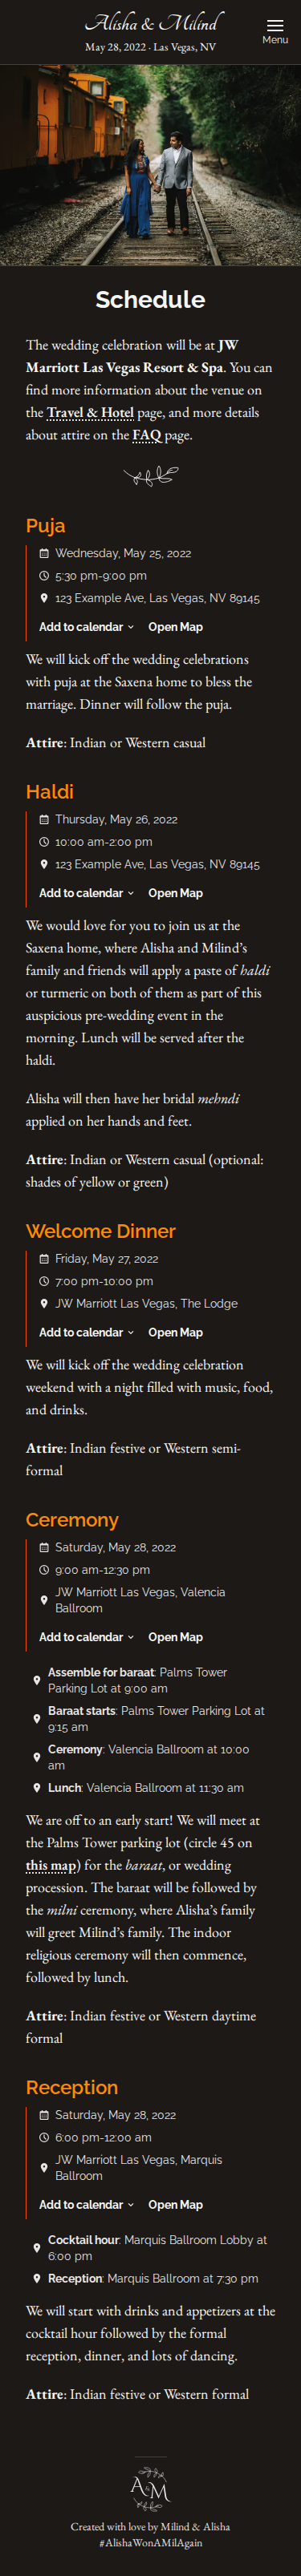 Alisha & Milind
May 28, 2022 · Las Vegas, NV
Menu
Schedule
The wedding celebration will be at JW
Marriott Las Vegas Resort & Spa. You can
find more information about the venue on
the Travel & Hotel page, and more details
about attire on the FAQ page.
Puja
Wednesday, May 25, 2022
5:30 pm-9:00 pm
123 Example Ave, Las Vegas, NV 89145
Add to calendar Open Map
We will kick off the wedding celebrations
with puja at the Saxena home to bless the
marriage. Dinner will follow the puja.
Attire: Indian or Western casual
Haldi
Thursday, May 26, 2022
10:00 am-2:00 pm
123 Example Ave, Las Vegas, NV 89145
Add to calendar Open Map
We would love for you to join us at the
Saxena home, where Alisha and Milind’s
family and friends will apply a paste of haldi
or turmeric on both of them as part of this
auspicious pre-wedding event in the
morning. Lunch will be served after the
haldi.
Alisha will then have her bridal mehndi
applied on her hands and feet.
Attire: Indian or Western casual (optional:
shades of yellow or green)
Welcome Dinner
Friday, May 27, 2022
7:00 pm-10:00 pm
JW Marriott Las Vegas, The Lodge
Add to calendar Open Map
We will kick off the wedding celebration
weekend with a night filled with music, food,
and drinks.
Attire: Indian festive or Western semi-
formal
Ceremony
Saturday, May 28, 2022
9:00 am-12:30 pm
JW Marriott Las Vegas, Valencia
Ballroom
Add to calendar Open Map
Assemble for baraat: Palms Tower
Parking Lot at 9:00 am
Baraat starts: Palms Tower Parking Lot at
9:15 am
Ceremony: Valencia Ballroom at 10:00
am
Lunch: Valencia Ballroom at 11:30 am
We are off to an early start! We will meet at
the Palms Tower parking lot (circle 45 on
this map) for the baraat, or wedding
procession. The baraat will be followed by
the milni ceremony, where Alisha’s family
will greet Milind’s family. The indoor
religious ceremony will then commence,
followed by lunch.
Attire: Indian festive or Western daytime
formal
Reception
Saturday, May 28, 2022
6:00 pm-12:00 am
JW Marriott Las Vegas, Marquis
Ballroom
Add to calendar Open Map
Cocktail hour: Marquis Ballroom Lobby at
6:00 pm
Reception: Marquis Ballroom at 7:30 pm
We will start with drinks and appetizers at the
cocktail hour followed by the formal
reception, dinner, and lots of dancing.
Attire: Indian festive or Western formal
A & M
Created with love by Milind & Alisha
#AlishaWonAMilAgain